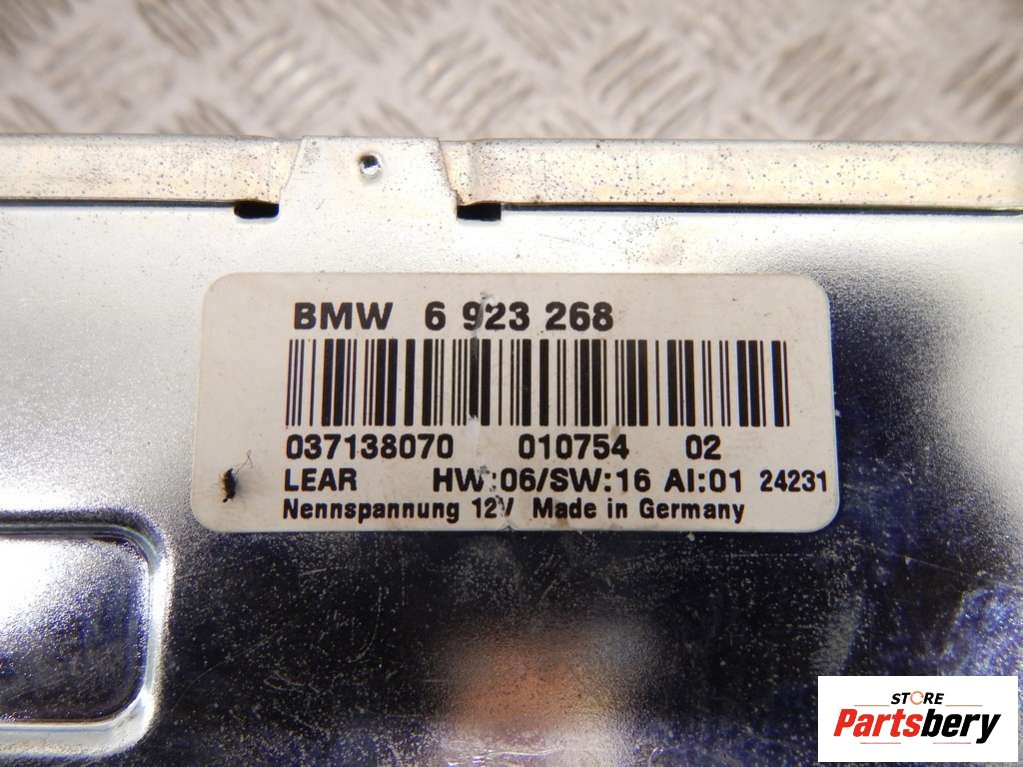 BMW 6 923 268
037138070 010754 02
LEAR HW:06/SW:16 AI:01 24231
Nennspannung 12V Made in Germany
STORE
Partsbery